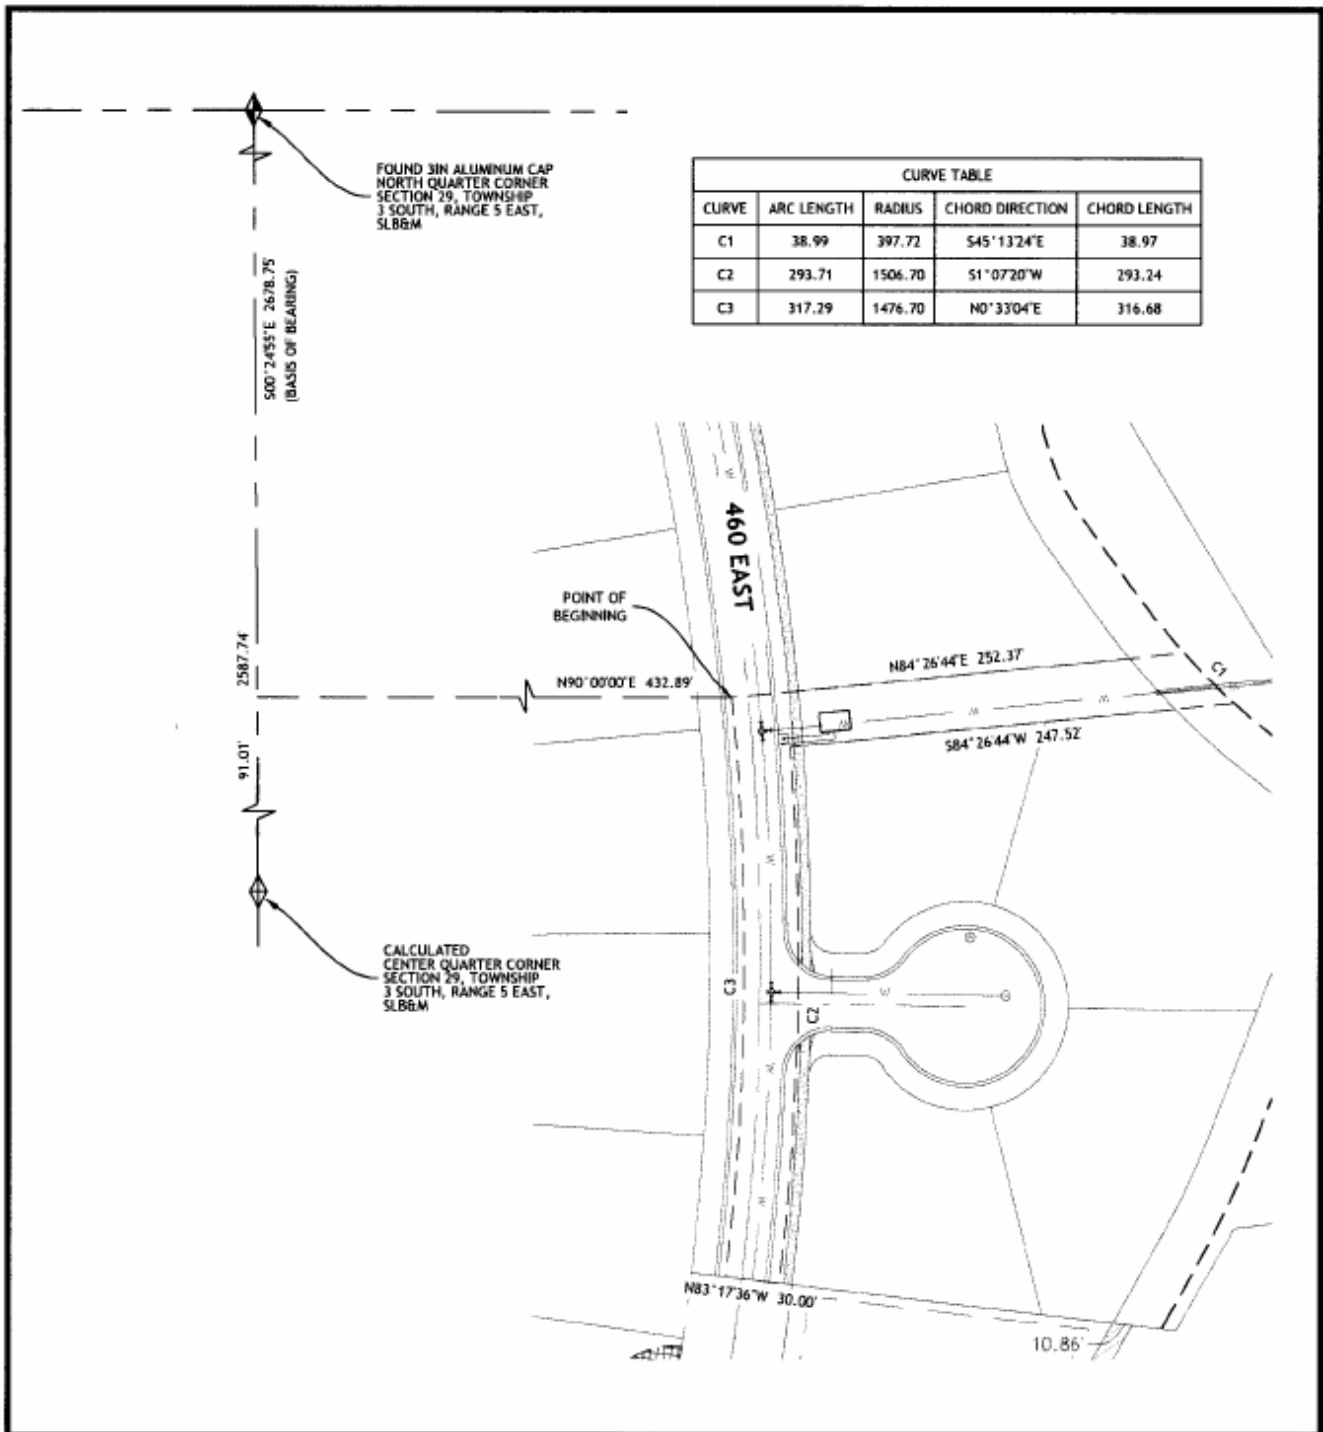 FOUND 3IN ALUMINUM CAP
NORTH QUARTER CORNER
SECTION 29, TOWNSHIP
3 SOUTH, RANGE 5 EAST,
SLB&M
CURVE TABLE
CURVE ARC LENGTH RADIUS CHORD DIRECTION CHORD LENGTH
C1 38.99 397.72 S45°13'24"E 38.97
C2 293.71 1506.70 S1°07'20"W 293.24
C3 317.29 1476.70 N0°33'04"E 316.68
S00°24'55"E 2678.75'
(BASIS OF BEARING)
460 EAST
POINT OF
BEGINNING
2587.74'
N90°00'00"E 432.89'
N84°26'44"E 252.37'
C1
W
W
W
W
W
S84°26'44"W 247.52'
91.01'
W
CALCULATED
CENTER QUARTER CORNER
SECTION 29, TOWNSHIP
3 SOUTH, RANGE 5 EAST,
SLB&M
C3
W
C2
W
W
N83°17'36"W 30.00'
10.86'